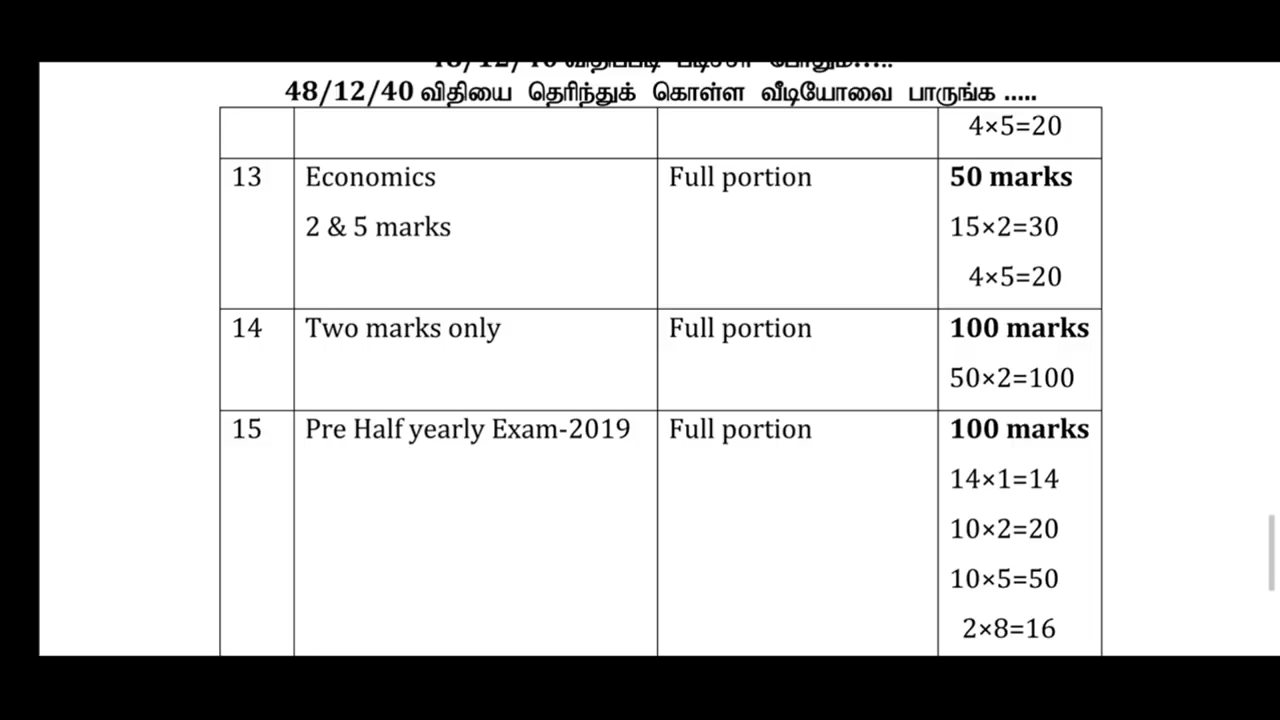 48/12/40 விதியை தெரிந்துக் கொள்ள வீடியோவை பாருங்க .....
4×5=20
13 Economics Full portion 50 marks
2 & 5 marks 15×2=30
4×5=20
14 Two marks only Full portion 100 marks
50×2=100
15 Pre Half yearly Exam-2019 Full portion 100 marks
14×1=14
10×2=20
10×5=50
2×8=16